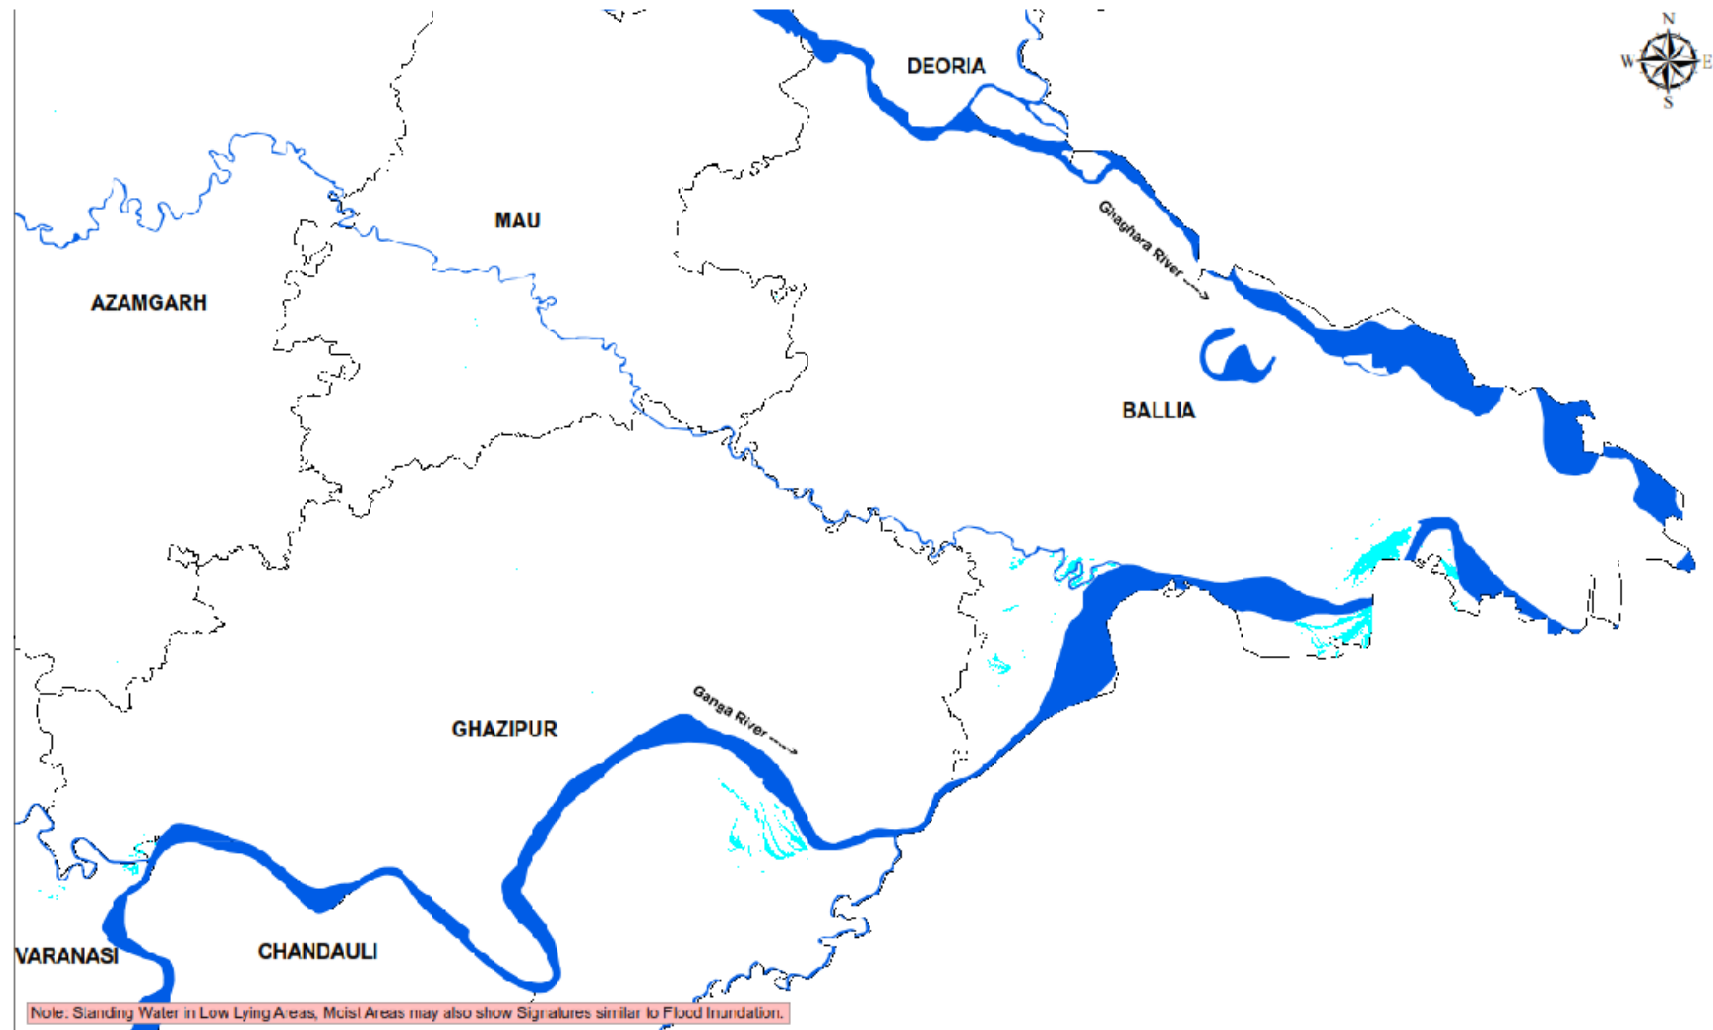 N
W E
S
DEORIA
MAU
Ghaghara River
AZAMGARH
BALLIA
Ganga River
GHAZIPUR
CHANDAULI
VARANASI
Note: Standing Water in Low Lying Areas, Moist Areas may also show Signatures similar to Flood Inundation.